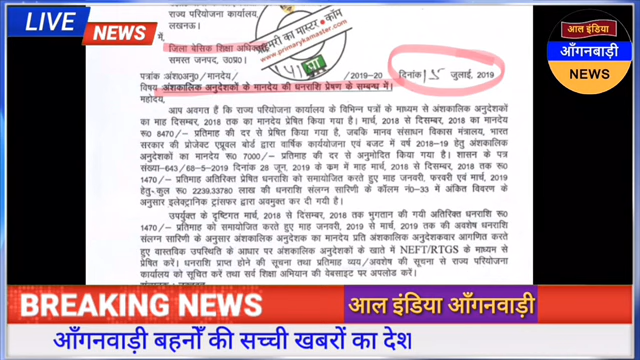 LIVE NEWS
आल इंडिया
आँगनबाड़ी
NEWS
राज्य परियोजना कार्यालय,
लखनऊ।
में,
जिला बेसिक शिक्षा अधिकारी
समस्त जनपद, उ0प्र0।
प्राइमरी का मास्टर
कॉम
www.primarykamaster.com
पत्रांकः अंश0अनु0/मानदेय / /2019-20 दिनांक 15 जुलाई, 2019
विषय अंशकालिक अनुदेशकों के मानदेय की धनराशि प्रेषण के सम्बन्ध में।
महोदय,
आप अवगत हैं कि राज्य परियोजना कार्यालय के विभिन्न पत्रों के माध्यम से अंशकालिक अनुदेशकों
का माह दिसम्बर, 2018 तक का मानदेय प्रेषित किया गया है। मार्च, 2018 से दिसम्बर, 2018 का मानदेय
रू0 8470/- प्रतिमाह की दर से प्रेषित किया गया है, जबकि मानव संसाधन विकास मंत्रालय, भारत
सरकार की प्रोजेक्ट एप्रूवल बोर्ड द्वारा वार्षिक कार्ययोजना एवं बजट में वर्ष 2018-19 हेतु अंशकालिक
अनुदेशकों का मानदेय रू0 7000/- प्रतिमाह की दर से अनुमोदित किया गया है। शासन के पत्र
संख्या-643/68-5-2019 दिनांक 28 जून, 2019 के कम में माह मार्च, 2018 से दिसम्बर, 2018 तक रू0
1470/- प्रतिमाह अतिरिक्त प्रेषित धनराशि को समायोजित करते हुए माह जनवरी, फरवरी एवं मार्च, 2019
हेतु-कुल रू0 2239.33780 लाख की धनराशि संलग्न सारिणी के कॉलम नं0-33 में अंकित विवरण के
अनुसार इलेक्ट्रानिक ट्रांसफर द्वारा अवमुक्त कर दी गयी है।
उपर्युक्त के दृष्टिगत मार्च, 2018 से दिसम्बर, 2018 तक भुगतान की गयी अतिरिक्त धनराशि रू0
1470/- प्रतिमाह को समायोजित करते हुए माह जनवरी, 2019 से मार्च, 2019 तक की अवशेष धनराशि
संलग्न सारिणी के अनुसार अंशकालिक अनुदेशक का मानदेय प्रति अंशकालिक अनुदेशकवार आगणित करते
हुए वास्तविक उपस्थिति के आधार पर अंशकालिक अनुदेशकों के खाते में NEFT/RTGS के माध्यम से
प्रेषित करें। धनराशि प्राप्त होने की सूचना तथा प्रतिमाह व्यय/अवशेष की सूचना से राज्य परियोजना
कार्यालय को सूचित करें तथा सर्व शिक्षा अभियान की वेबसाइट पर अपलोड करें।
BREAKING NEWS
आल इंडिया आँगनवाड़ी
आँगनवाड़ी बहनोँ की सच्ची खबरों का देश